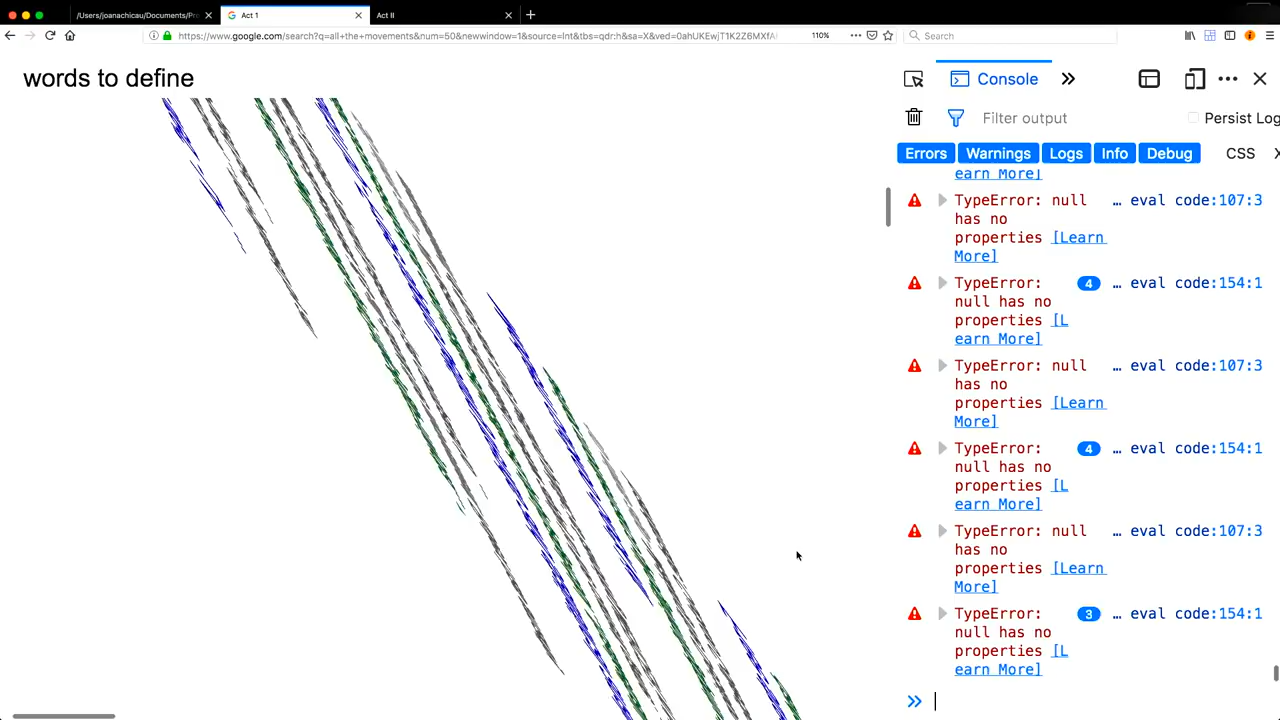 /Users/joanachicau/Documents/Pr
Act 1
Act II
https://www.google.com/search?q=all+the+movements&num=50&newwindow=1&source=lnt&tbs=qdr:h&sa=X&ved=0ahUKEwjT1K2Z6MXfA
110%
Search
words to define
Console
Filter output
Persist Log
Errors
Warnings
Logs
Info
Debug
CSS
X
earn More]
TypeError: null … eval code:107:3
has no
properties [Learn
More]
TypeError: 4 … eval code:154:1
null has no
properties [L
earn More]
TypeError: null … eval code:107:3
has no
properties [Learn
More]
TypeError: 4 … eval code:154:1
null has no
properties [L
earn More]
TypeError: null … eval code:107:3
has no
properties [Learn
More]
TypeError: 3 … eval code:154:1
null has no
properties [L
earn More]